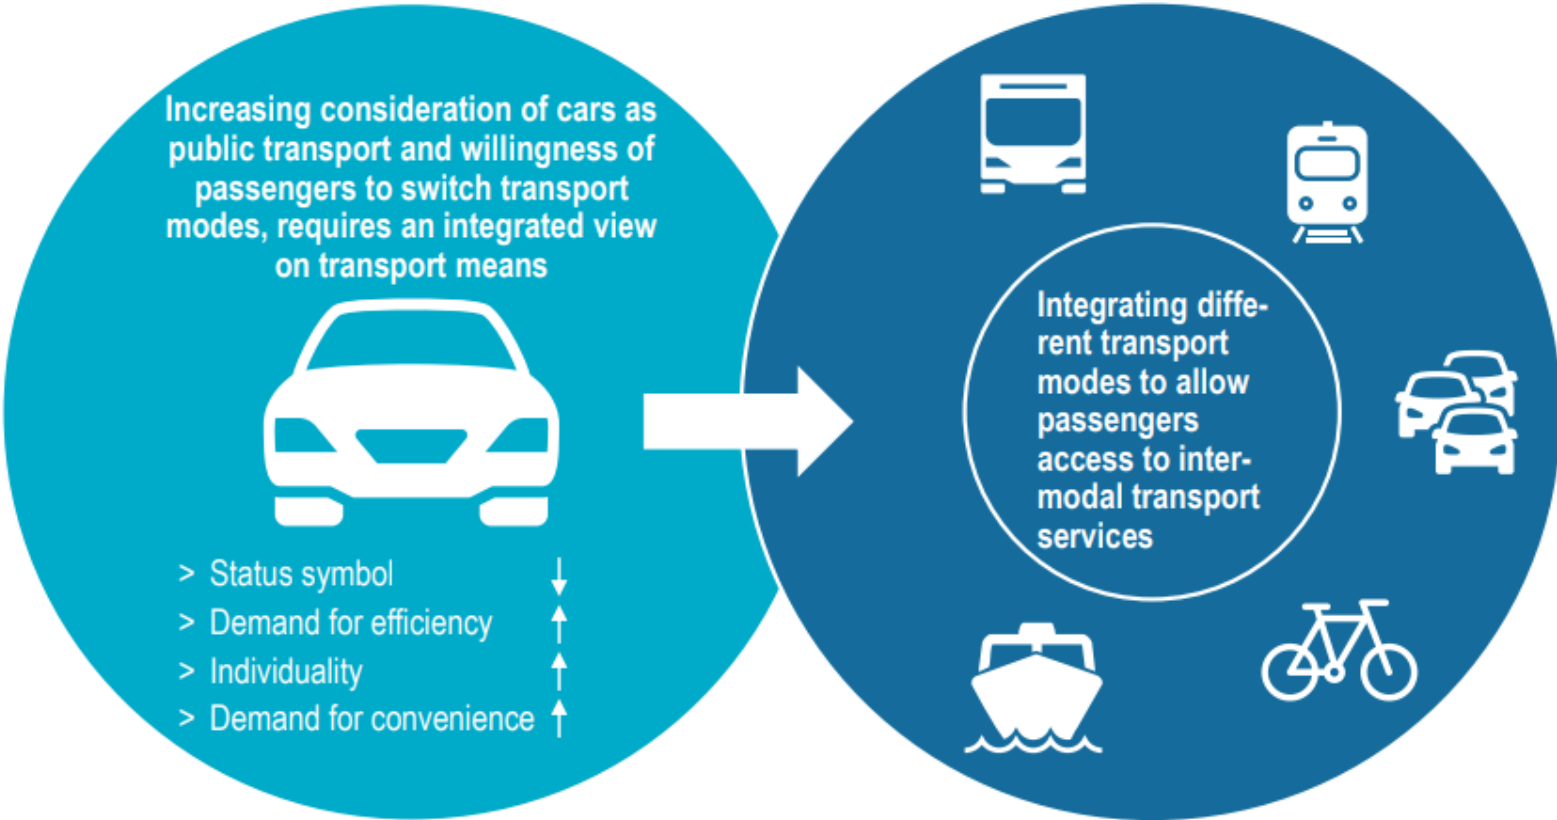 Increasing consideration of cars as
public transport and willingness of
passengers to switch transport
modes, requires an integrated view
on transport means
> Status symbol ↓
> Demand for efficiency ↑
> Individuality ↑
> Demand for convenience ↑
Integrating diffe-
rent transport
modes to allow
passengers
access to inter-
modal transport
services